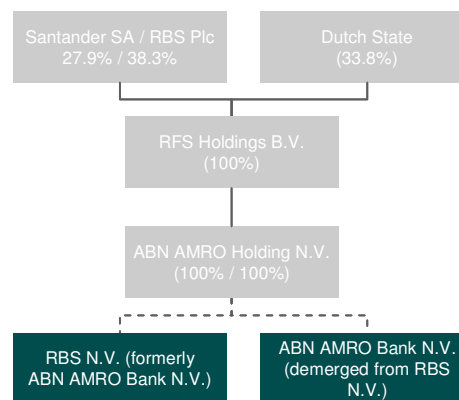 Santander SA / RBS Plc
27.9% / 38.3%
Dutch State
(33.8%)
RFS Holdings B.V.
(100%)
ABN AMRO Holding N.V.
(100% / 100%)
RBS N.V. (formerly
ABN AMRO Bank N.V.)
ABN AMRO Bank N.V.
(demerged from RBS
N.V.)